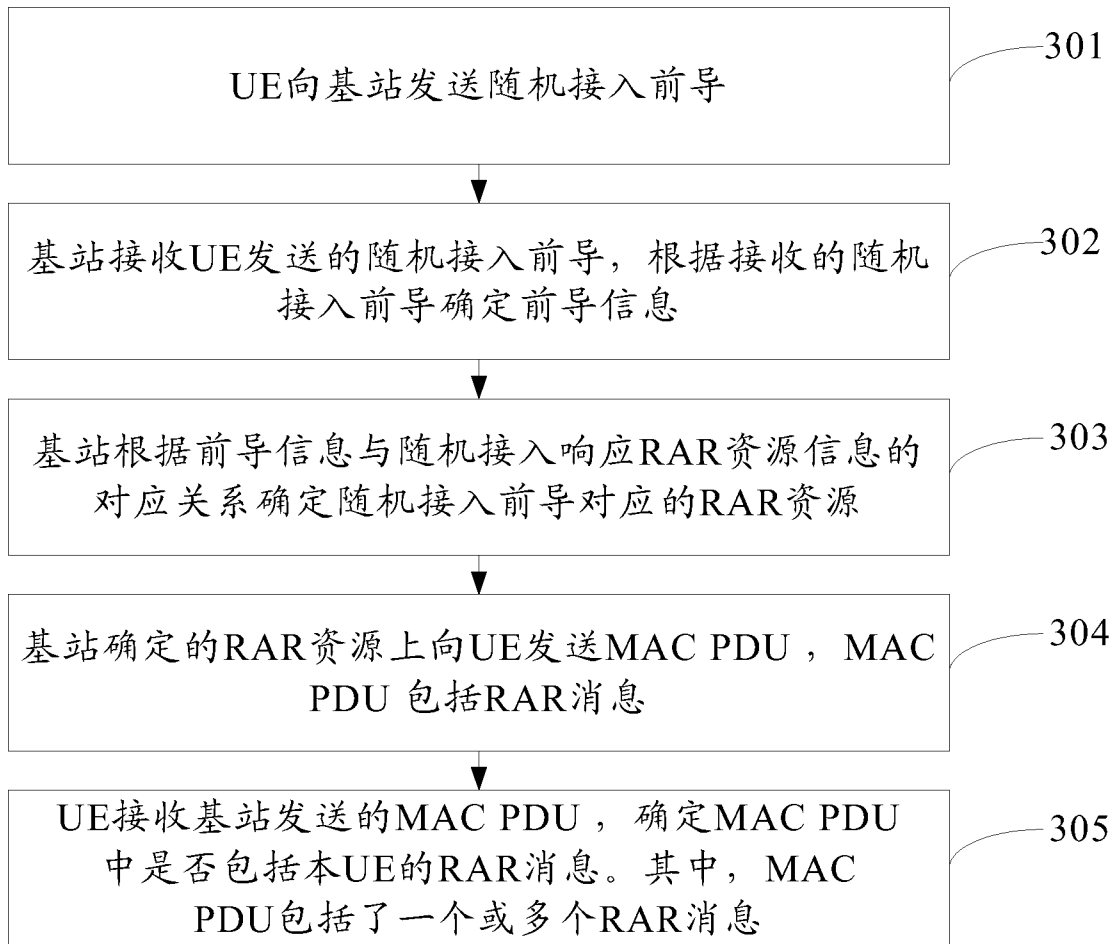 UE向基站发送随机接入前导
301
基站接收UE发送的随机接入前导，根据接收的随机
接入前导确定前导信息
302
基站根据前导信息与随机接入响应RAR资源信息的
对应关系确定随机接入前导对应的RAR资源
303
基站确定的RAR资源上向UE发送MAC PDU ，MAC
PDU 包括RAR消息
304
UE接收基站发送的MAC PDU ，确定MAC PDU
中是否包括本UE的RAR消息。其中，MAC
PDU包括了一个或多个RAR消息
305